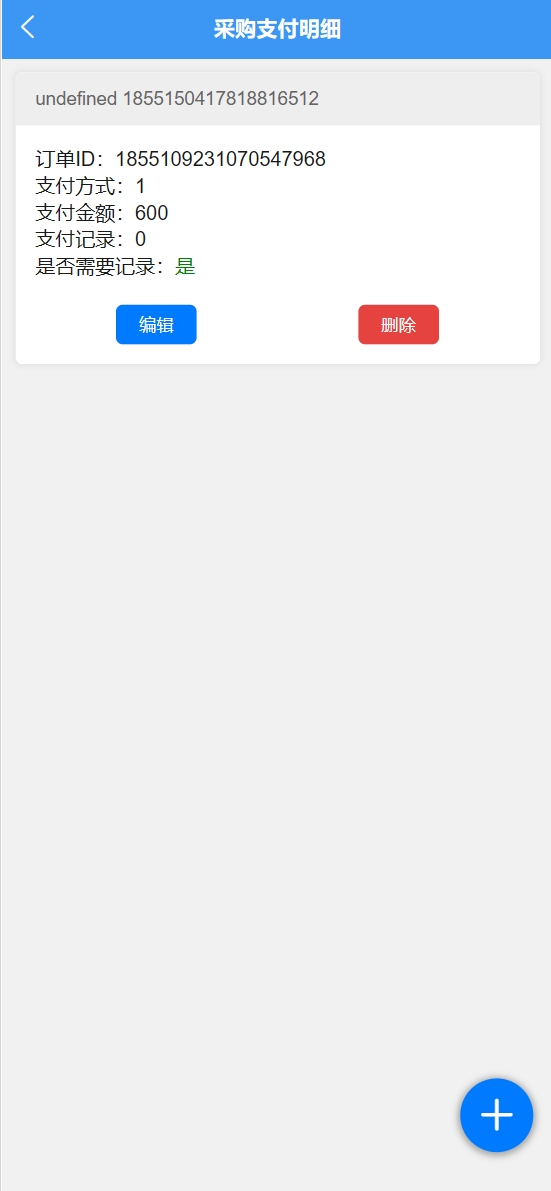 采购支付明细
undefined 1855150417818816512
订单ID：1855109231070547968
支付方式：1
支付金额：600
支付记录：0
是否需要记录：是
编辑 删除